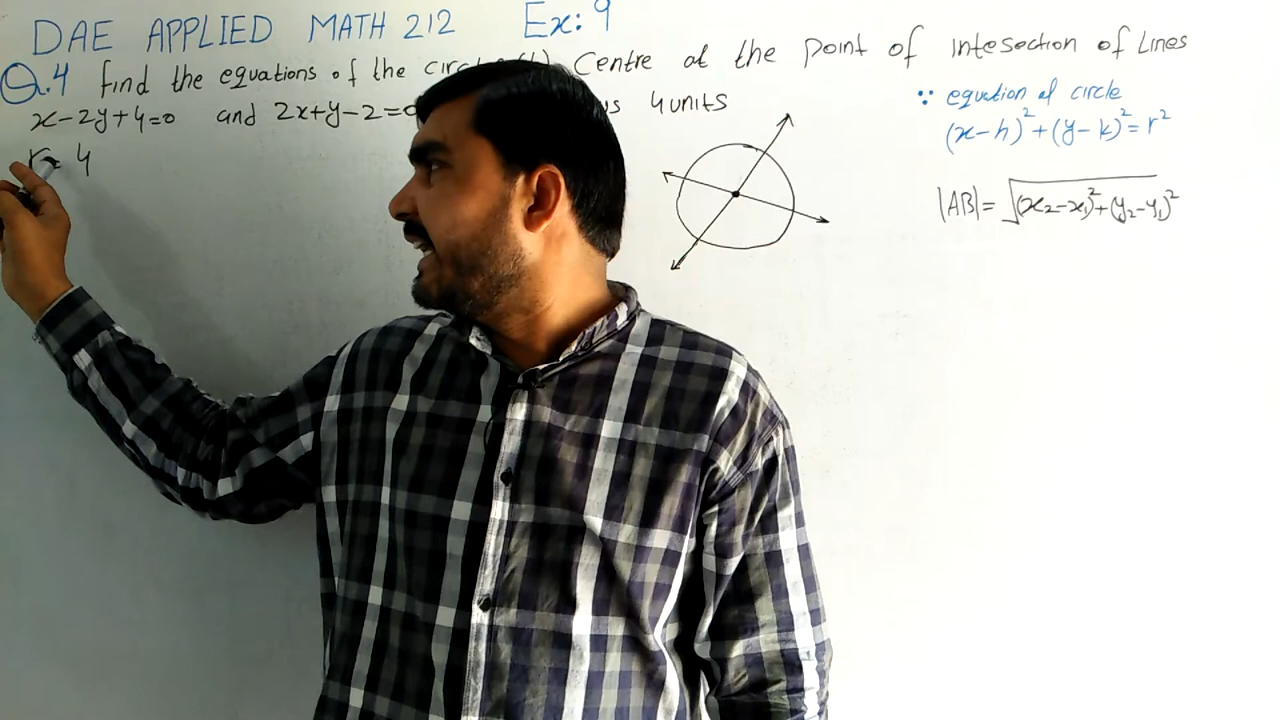 DAE APPLIED MATH 212 Ex: 9
Q.4 find the equations of the Centre at the point of intesection of Lines
x-2y+4=0 and 2x+y-2=0 4 units
r= 4
∵ equation of circle
(x-h)²+(y-k)²=r²
|AB|=√(x₂-x₁)²+(y₂-y₁)²